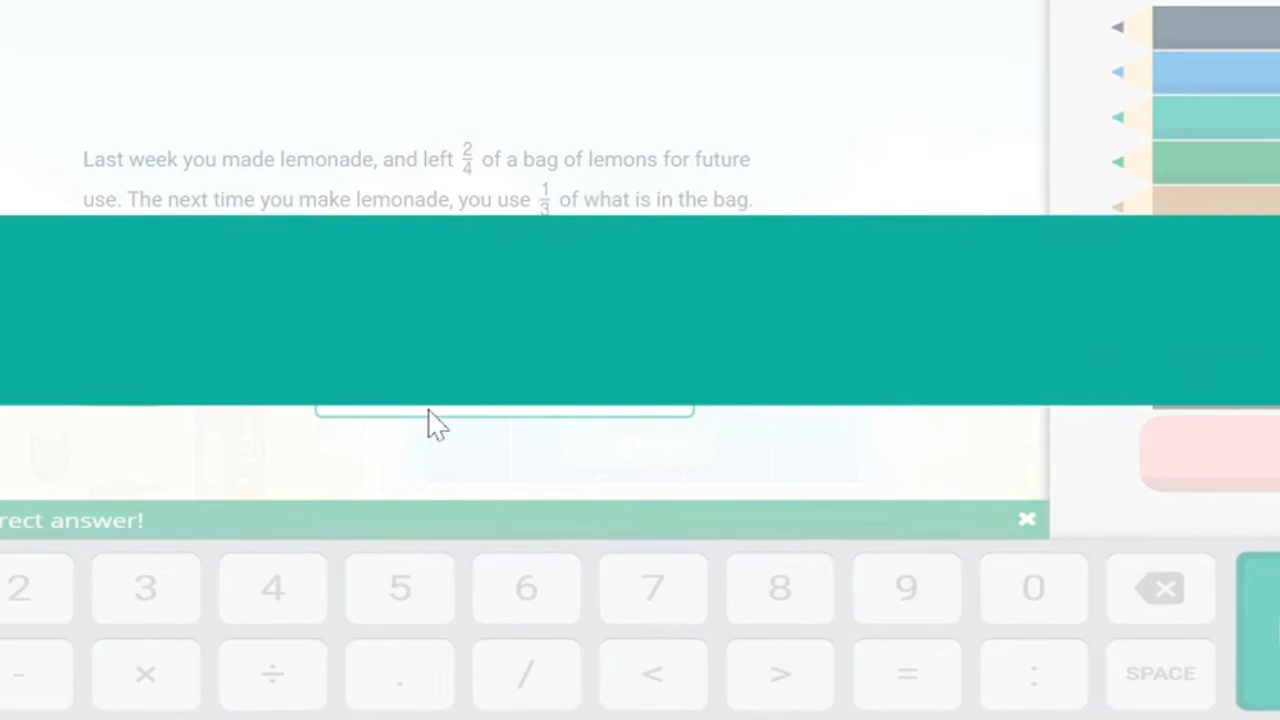 Last week you made lemonade, and left 2/4 of a bag of lemons for future
use. The next time you make lemonade, you use 1/3 of what is in the bag.
rect answer!
2 3 4 5 6 7 8 9 0
- × ÷ . / < > = : SPACE